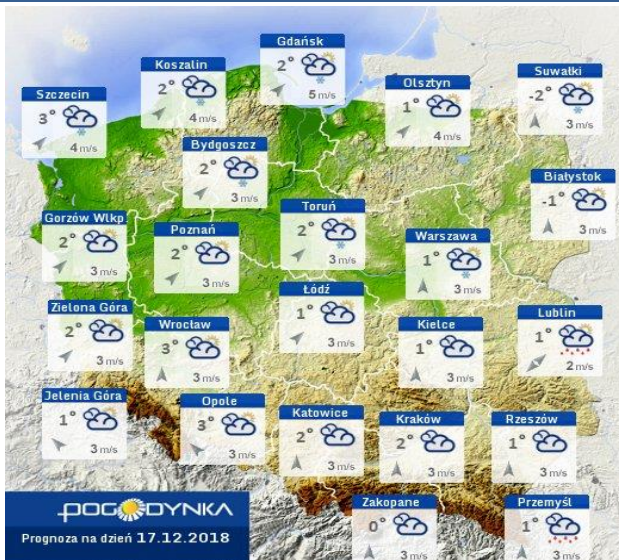 Gdańsk
2°
5 m/s
Koszalin
2°
4 m/s
Suwałki
-2°
3 m/s
Olsztyn
1°
4 m/s
Szczecin
3°
4 m/s
Bydgoszcz
2°
3 m/s
Białystok
-1°
3 m/s
Toruń
2°
3 m/s
Gorzów Wlkp
2°
3 m/s
Poznań
2°
3 m/s
Warszawa
1°
3 m/s
Łódź
1°
3 m/s
Zielona Góra
2°
3 m/s
Wrocław
3°
3 m/s
Kielce
1°
3 m/s
Lublin
1°
2 m/s
Jelenia Góra
1°
3 m/s
Opole
3°
3 m/s
Katowice
2°
3 m/s
Kraków
2°
3 m/s
Rzeszów
1°
3 m/s
Zakopane
0°
3 m/s
Przemyśl
1°
3 m/s
POGODYNKA
Prognoza na dzień 17.12.2018